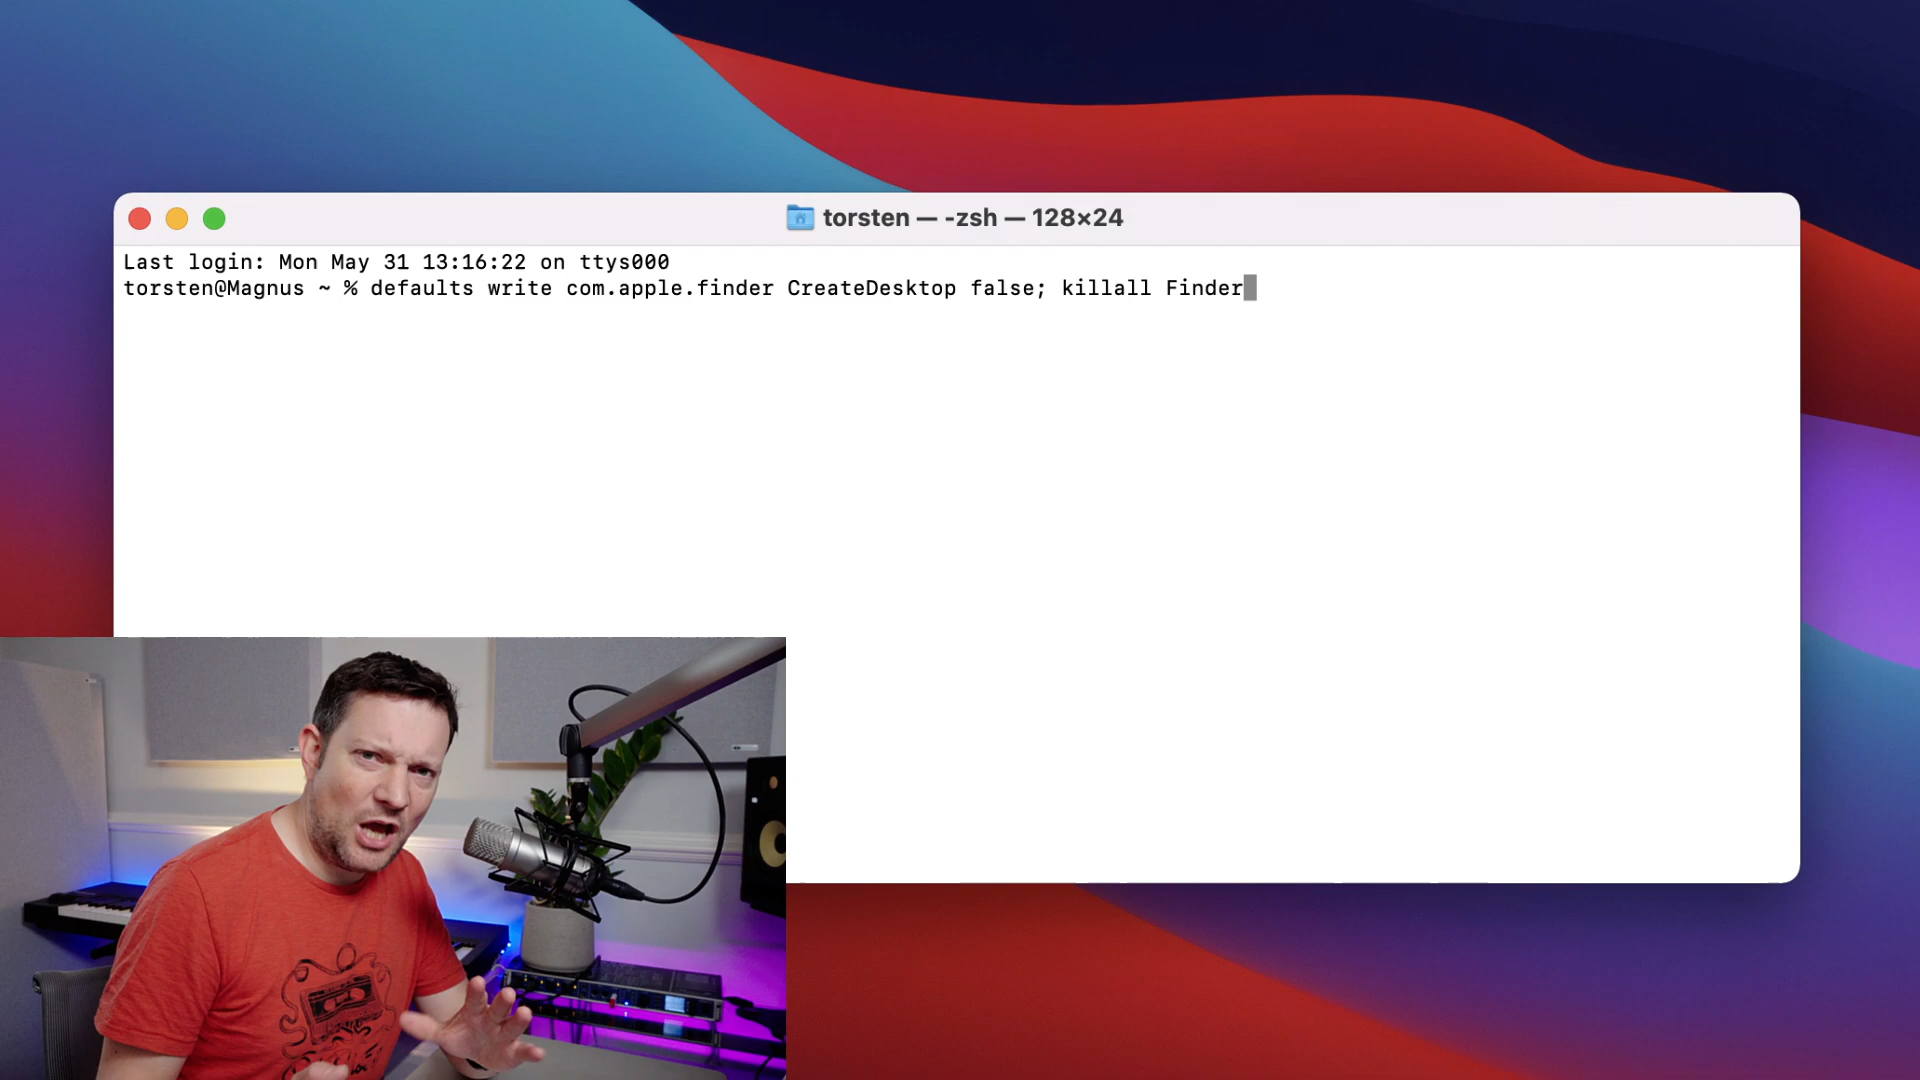 torsten — -zsh — 128×24
Last login: Mon May 31 13:16:22 on ttys000
torsten@Magnus ~ % defaults write com.apple.finder CreateDesktop false; killall Finder